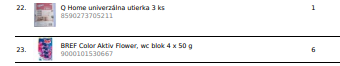 22. Q Home univerzálna utierka 3 ks 1
8590273705211
23. BREF Color Aktiv Flower, wc blok 4 x 50 g 6
9000101530667